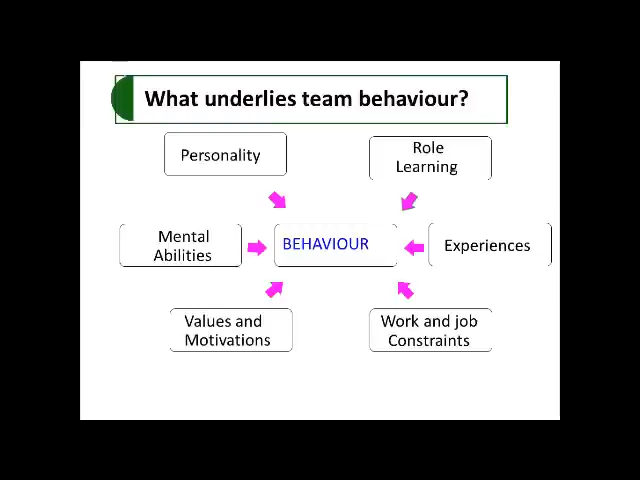 What underlies team behaviour?
Personality
Role
Learning
Mental
Abilities
BEHAVIOUR
Experiences
Values and
Motivations
Work and job
Constraints